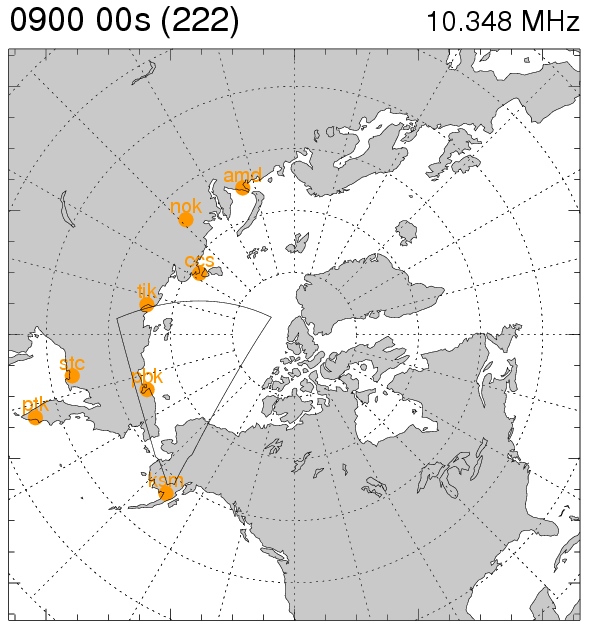 0900 00s (222)
10.348 MHz
amd
nok
ccs
tik
stc
pbk
ptk
ksm